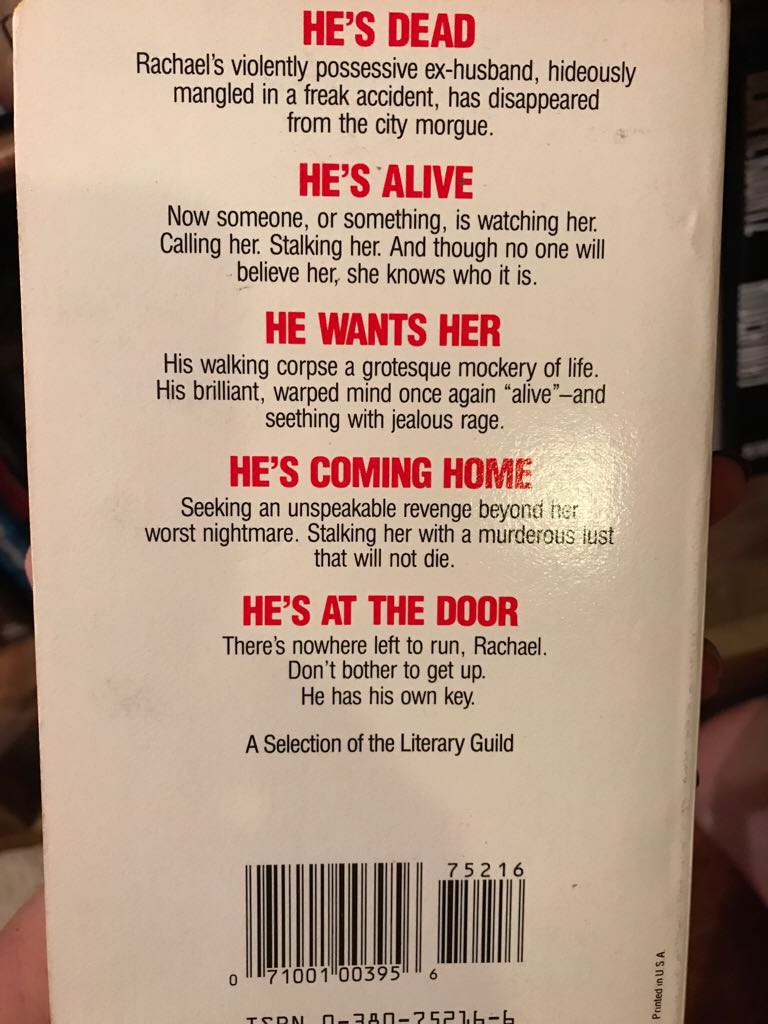 HE'S DEAD
Rachael's violently possessive ex-husband, hideously
mangled in a freak accident, has disappeared
from the city morgue.
HE'S ALIVE
Now someone, or something, is watching her.
Calling her. Stalking her. And though no one will
believe her, she knows who it is.
HE WANTS HER
His walking corpse a grotesque mockery of life.
His brilliant, warped mind once again “alive”–and
seething with jealous rage.
HE'S COMING HOME
Seeking an unspeakable revenge beyond her
worst nightmare. Stalking her with a murderous lust
that will not die.
HE'S AT THE DOOR
There's nowhere left to run, Rachael.
Don't bother to get up.
He has his own key.
A Selection of the Literary Guild
75216
0 71001 00395 6
ISBN 0-380-75216-6
Printed in U S A